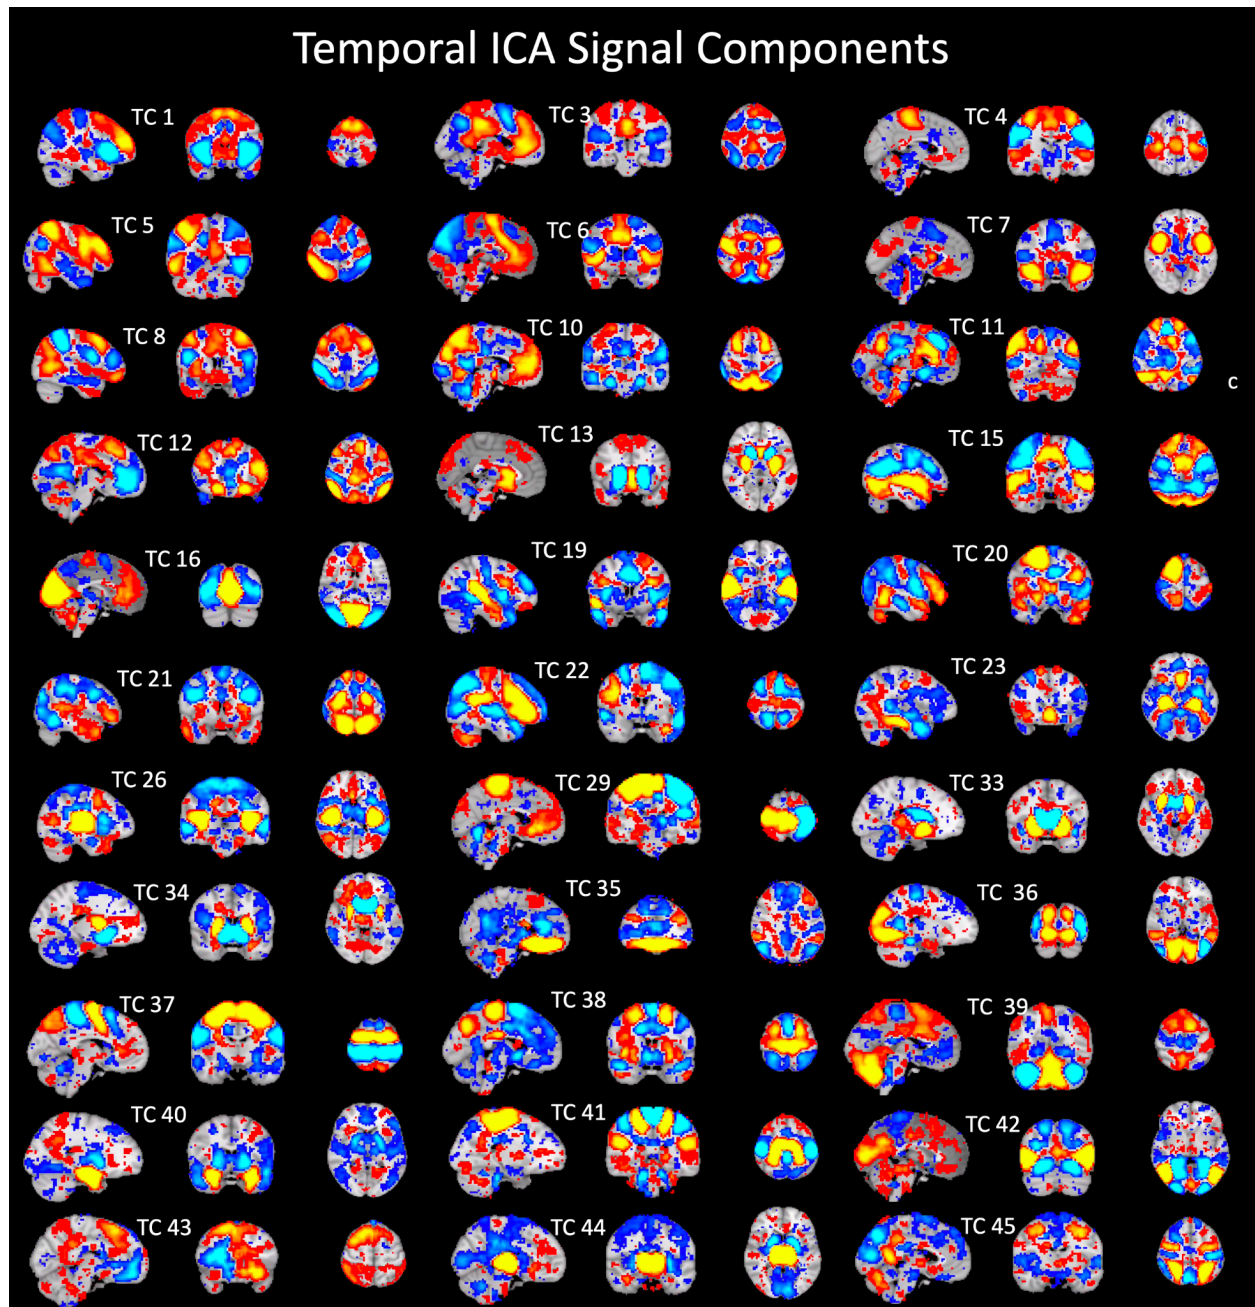 Temporal ICA Signal Components
TC 1
TC 3
TC 4
TC 5
TC 6
TC 7
TC 8
TC 10
TC 11
c
TC 12
TC 13
TC 15
TC 16
TC 19
TC 20
TC 21
TC 22
TC 23
TC 26
TC 29
TC 33
TC 34
TC 35
TC 36
TC 37
TC 38
TC 39
TC 40
TC 41
TC 42
TC 43
TC 44
TC 45